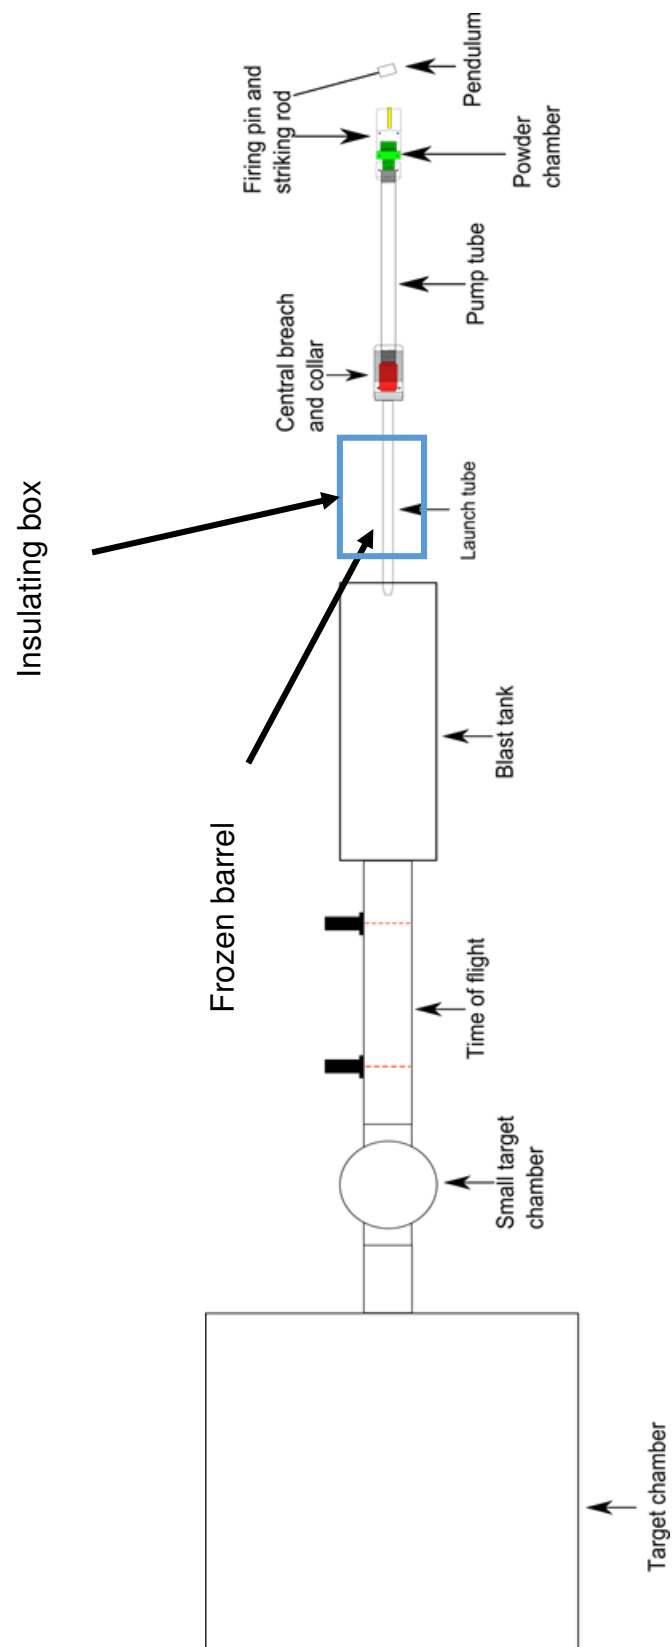 Pendulum
Firing pin and
striking rod
Powder
chamber
Pump tube
Central breach
and collar
Insulating box
Launch tube
Frozen barrel
Blast tank
Time of flight
Small target
chamber
Target chamber